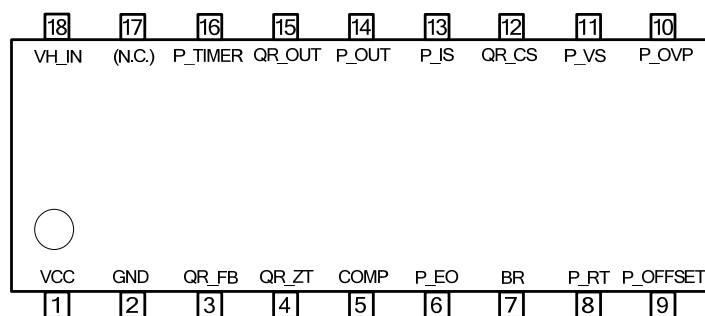 18 17 16 15 14 13 12 11 10
VH_IN (N.C.) P_TIMER QR_OUT P_OUT P_IS QR_CS P_VS P_OVP
VCC GND QR_FB QR_ZT COMP P_EO BR P_RT P_OFFSET
1 2 3 4 5 6 7 8 9